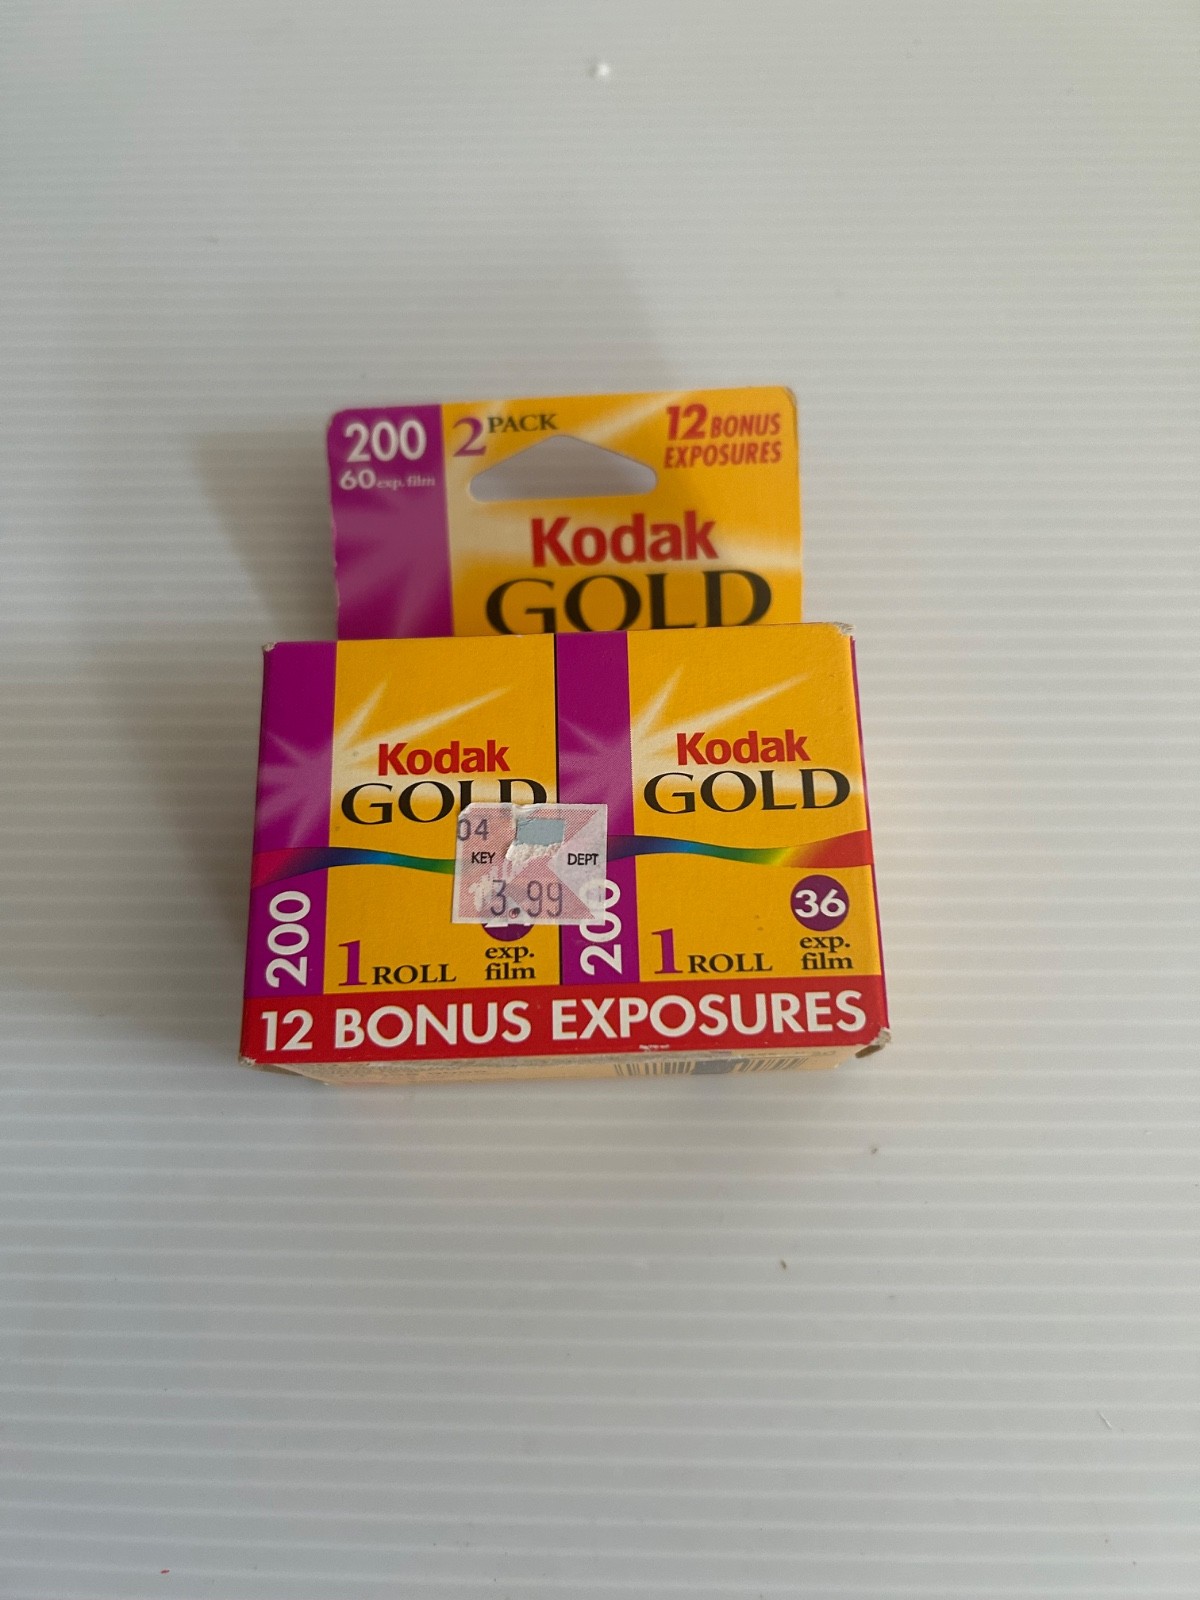 200
60 exp. film
2 PACK
12 BONUS
EXPOSURES
Kodak
GOLD
Kodak
GOLD
200
1 ROLL
exp.
film
04
KEY DEPT
3.99
Kodak
GOLD
200
1 ROLL
36
exp.
film
12 BONUS EXPOSURES